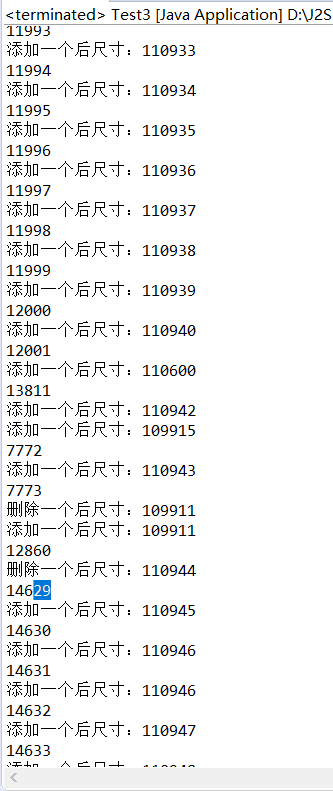 <terminated> Test3 [Java Application] D:\J2S
11993
添加一个后尺寸：110933
11994
添加一个后尺寸：110934
11995
添加一个后尺寸：110935
11996
添加一个后尺寸：110936
11997
添加一个后尺寸：110937
11998
添加一个后尺寸：110938
11999
添加一个后尺寸：110939
12000
添加一个后尺寸：110940
12001
添加一个后尺寸：110600
13811
添加一个后尺寸：110942
添加一个后尺寸：109915
7772
添加一个后尺寸：110943
7773
删除一个后尺寸：109911
添加一个后尺寸：109911
12860
删除一个后尺寸：110944
14629
添加一个后尺寸：110945
14630
添加一个后尺寸：110946
14631
添加一个后尺寸：110946
14632
添加一个后尺寸：110947
14633